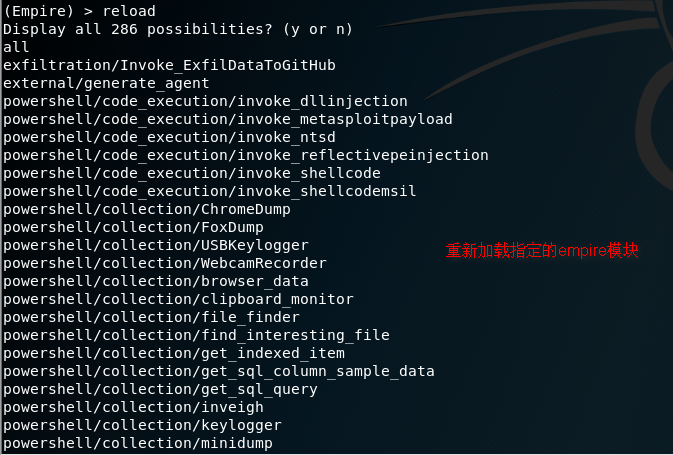 (Empire) > reload
Display all 286 possibilities? (y or n)
all
exfiltration/Invoke_ExfilDataToGitHub
external/generate_agent
powershell/code_execution/invoke_dllinjection
powershell/code_execution/invoke_metasploitpayload
powershell/code_execution/invoke_ntsd
powershell/code_execution/invoke_reflectivepeinjection
powershell/code_execution/invoke_shellcode
powershell/code_execution/invoke_shellcodemsil
powershell/collection/ChromeDump
powershell/collection/FoxDump
powershell/collection/USBKeylogger
重新加载指定的empire模块
powershell/collection/WebcamRecorder
powershell/collection/browser_data
powershell/collection/clipboard_monitor
powershell/collection/file_finder
powershell/collection/find_interesting_file
powershell/collection/get_indexed_item
powershell/collection/get_sql_column_sample_data
powershell/collection/get_sql_query
powershell/collection/inveigh
powershell/collection/keylogger
powershell/collection/minidump